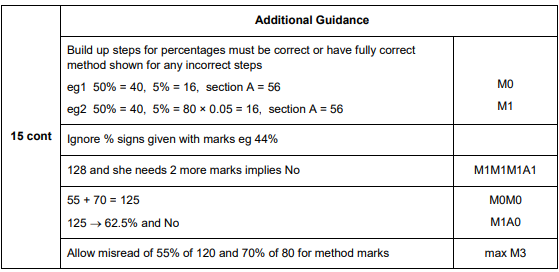 Additional Guidance
Build up steps for percentages must be correct or have fully correct
method shown for any incorrect steps
eg1 50% = 40, 5% = 16, section A = 56 M0
eg2 50% = 40, 5% = 80 × 0.05 = 16, section A = 56 M1
15 cont
Ignore % signs given with marks eg 44%
128 and she needs 2 more marks implies No M1M1M1A1
55 + 70 = 125 M0M0
125 → 62.5% and No M1A0
Allow misread of 55% of 120 and 70% of 80 for method marks max M3